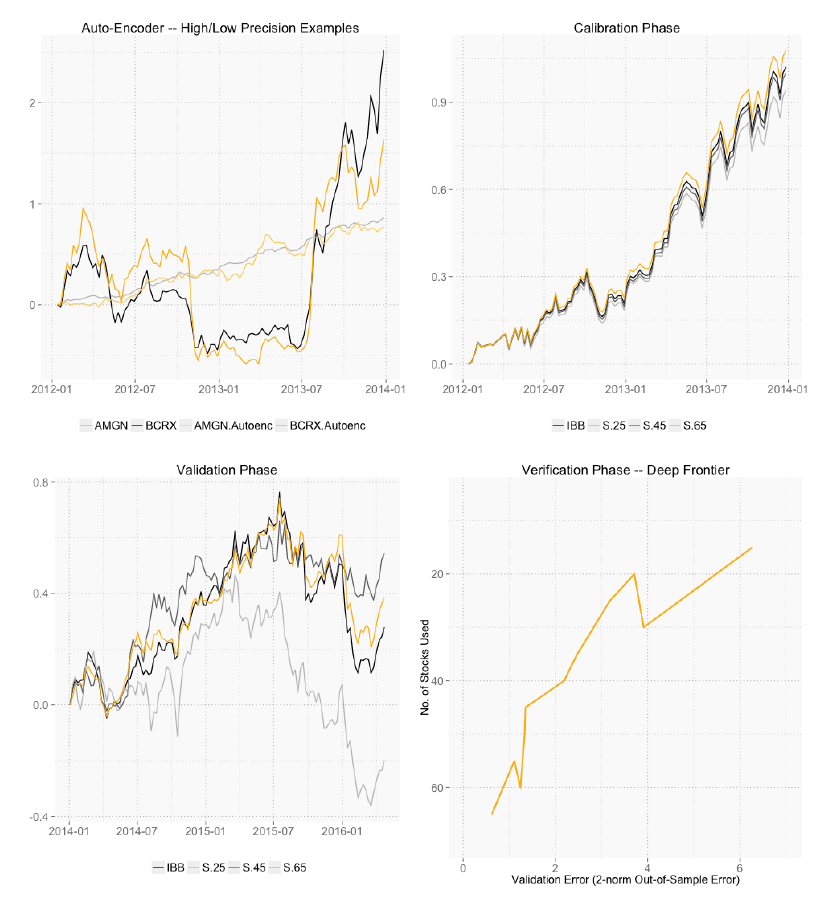 Auto-Encoder -- High/Low Precision Examples
2
1
0
2012-01 2012-07 2013-01 2013-07 2014-01
AMGN BCRX AMGN.Autoenc BCRX.Autoenc
Calibration Phase
0.9
0.6
0.3
0.0
2012-01 2012-07 2013-01 2013-07 2014-01
IBB S.25 S.45 S.65
Validation Phase
0.8
0.4
0.0
-0.4
2014-01 2014-07 2015-01 2015-07 2016-01
IBB S.25 S.45 S.65
Verification Phase -- Deep Frontier
No. of Stocks Used
20
40
60
0 2 4 6
Validation Error (2-norm Out-of-Sample Error)